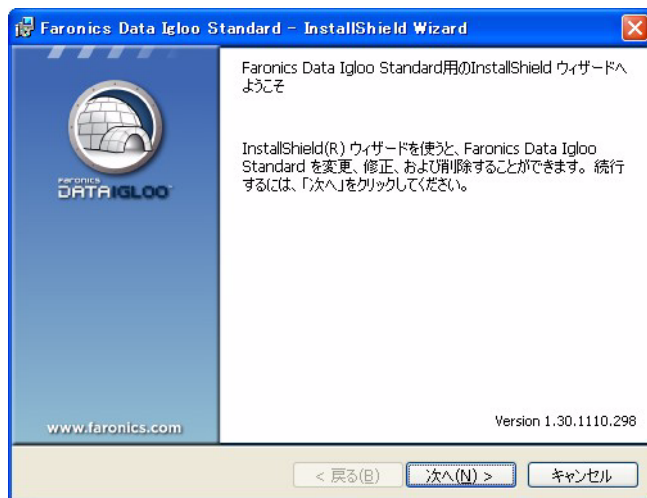 Faronics Data Igloo Standard - InstallShield Wizard
Faronics Data Igloo Standard用のInstallShield ウィザードへ
ようこそ
InstallShield(R) ウィザードを使うと、Faronics Data Igloo
Standard を変更、修正、および削除することができます。続行
するには、「次へ」をクリックしてください。
FARONICS
DATAIGLOO
www.faronics.com
Version 1.30.1110.298
< 戻る(B)
次へ(N) >
キャンセル